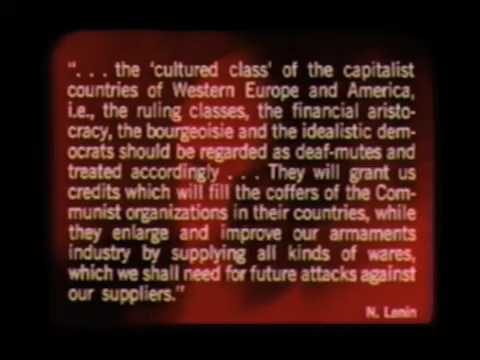 “. . . the ‘cultured class’ of the capitalist
countries of Western Europe and America,
i.e., the ruling classes, the financial aristo-
cracy, the bourgeoisie and the idealistic dem-
ocrats should be regarded as deaf-mutes and
treated accordingly . . . They will grant us
credits which will fill the coffers of the Com-
munist organizations in their countries, while
they enlarge and improve our armaments
industry by supplying all kinds of wares,
which we shall need for future attacks against
our suppliers.”
N. Lenin